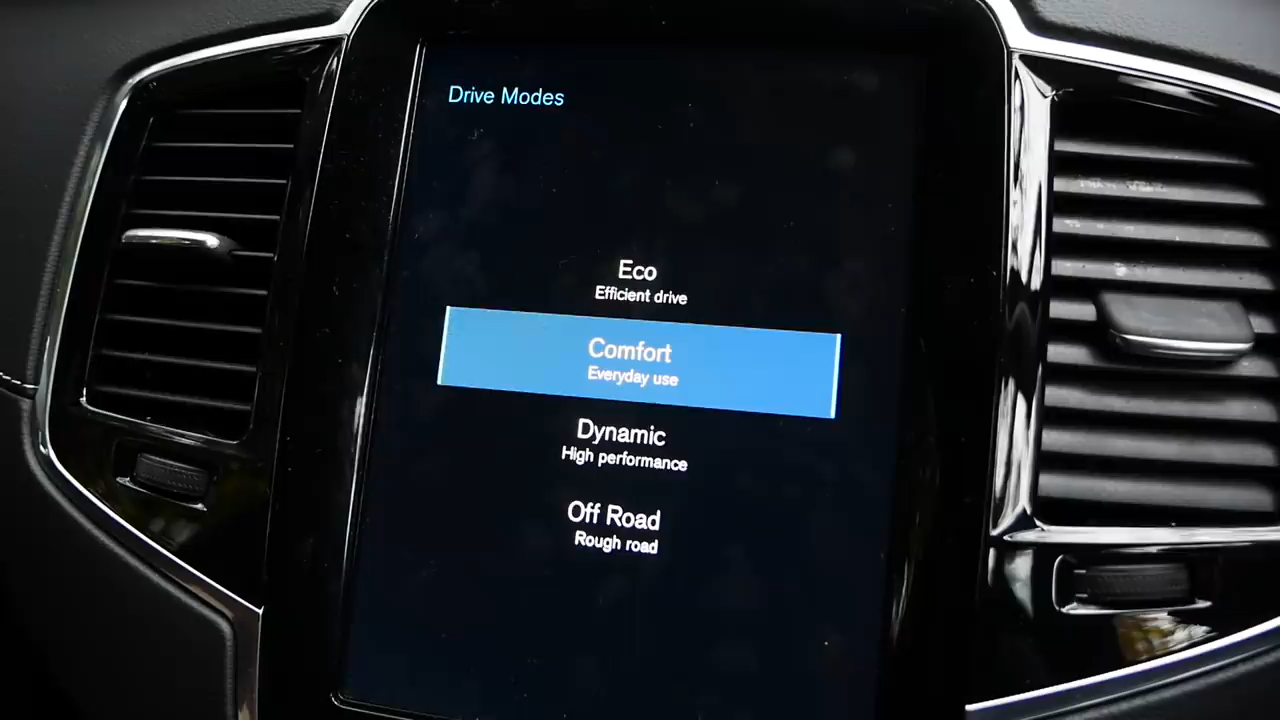 Drive Modes
Eco
Efficient drive
Comfort
Everyday use
Dynamic
High performance
Off Road
Rough road